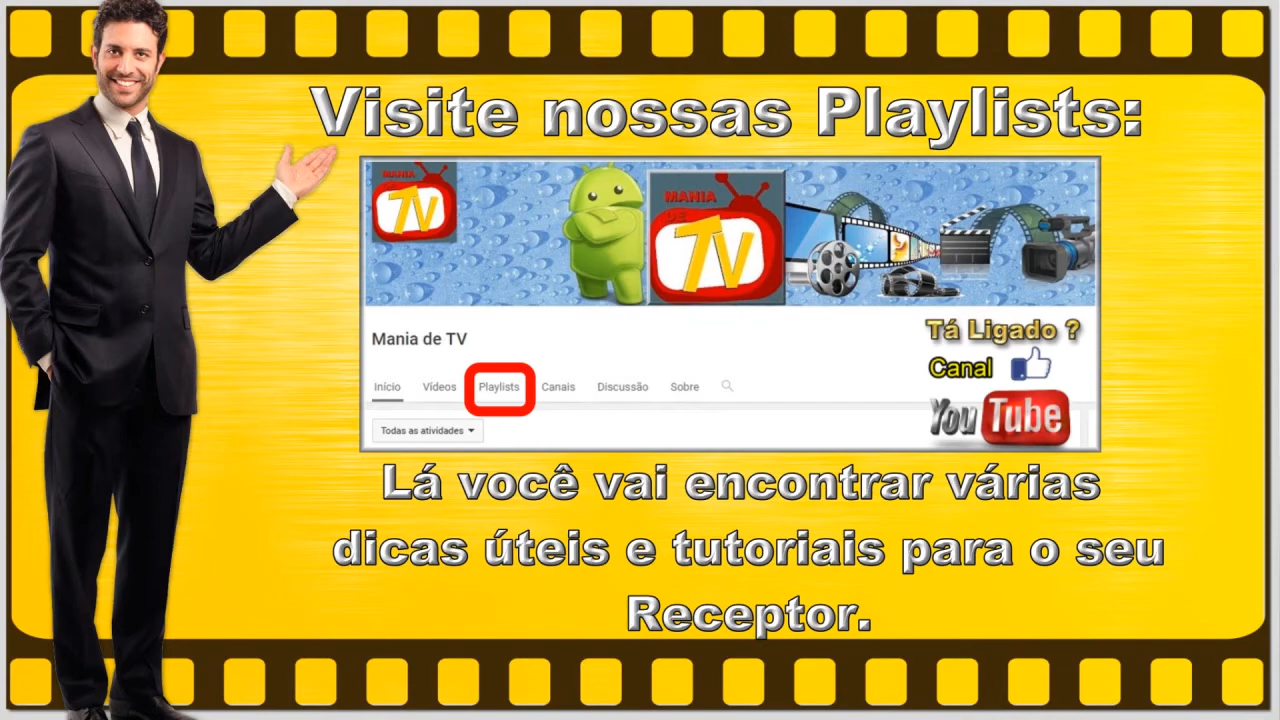 Visite nossas Playlists:
MANIA
TV
MANIA
DE
TV
Mania de TV
Tá Ligado ?
Canal
Início Vídeos Playlists Canais Discussão Sobre
Todas as atividades
YouTube
Lá você vai encontrar várias
dicas úteis e tutoriais para o seu
Receptor.